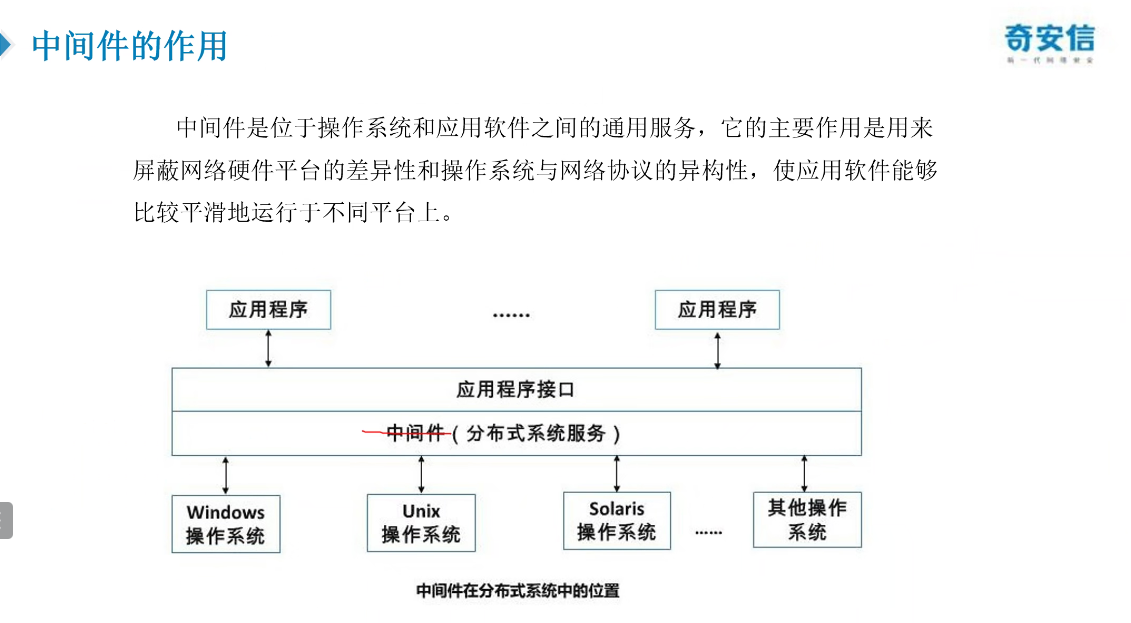 中间件的作用
奇安信
新一代网络安全
中间件是位于操作系统和应用软件之间的通用服务，它的主要作用是用来
屏蔽网络硬件平台的差异性和操作系统与网络协议的异构性，使应用软件能够
比较平滑地运行于不同平台上。
应用程序
......
应用程序
应用程序接口
中间件（分布式系统服务）
Windows
操作系统
Unix
操作系统
Solaris
操作系统
......
其他操作
系统
中间件在分布式系统中的位置